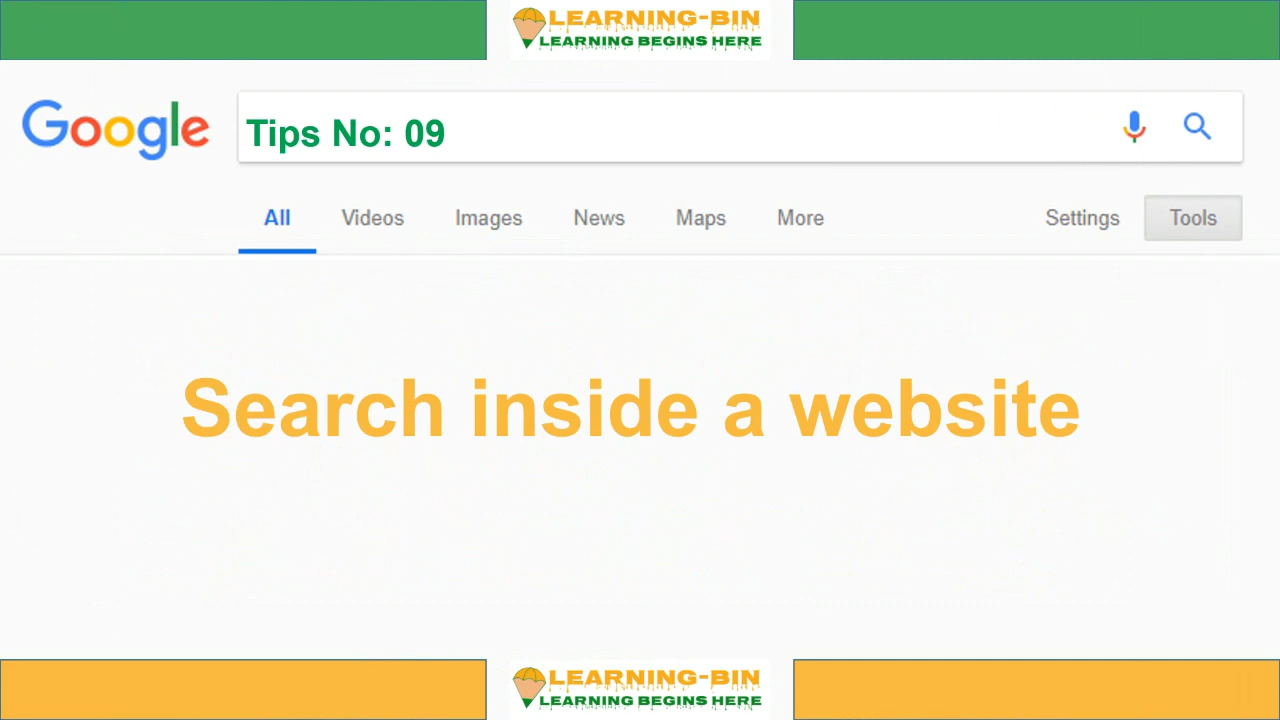 LEARNING-BIN
LEARNING BEGINS HERE
Google
Tips No: 09
All Videos Images News Maps More Settings Tools
Search inside a website
LEARNING-BIN
LEARNING BEGINS HERE